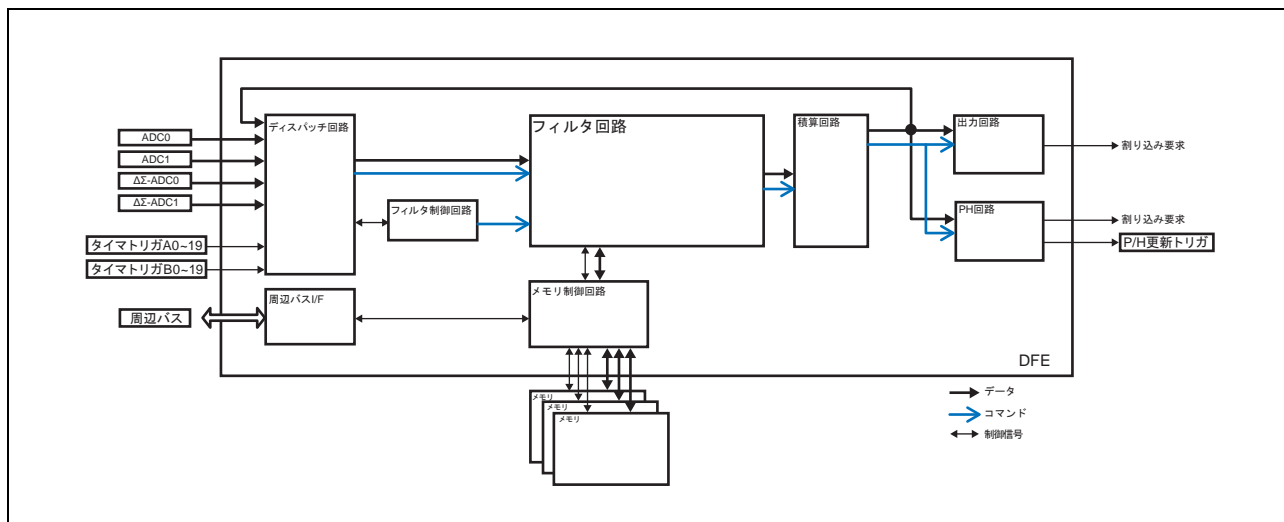 ADC0
ADC1
ΔΣ-ADC0
ΔΣ-ADC1
タイマトリガA0~19
タイマトリガB0~19
周辺バス
ディスパッチ回路
フィルタ制御回路
周辺バスI/F
フィルタ回路
メモリ制御回路
積算回路
出力回路
PH回路
割り込み要求
割り込み要求
P/H更新トリガ
DFE
メモリ
メモリ
メモリ
データ
コマンド
制御信号